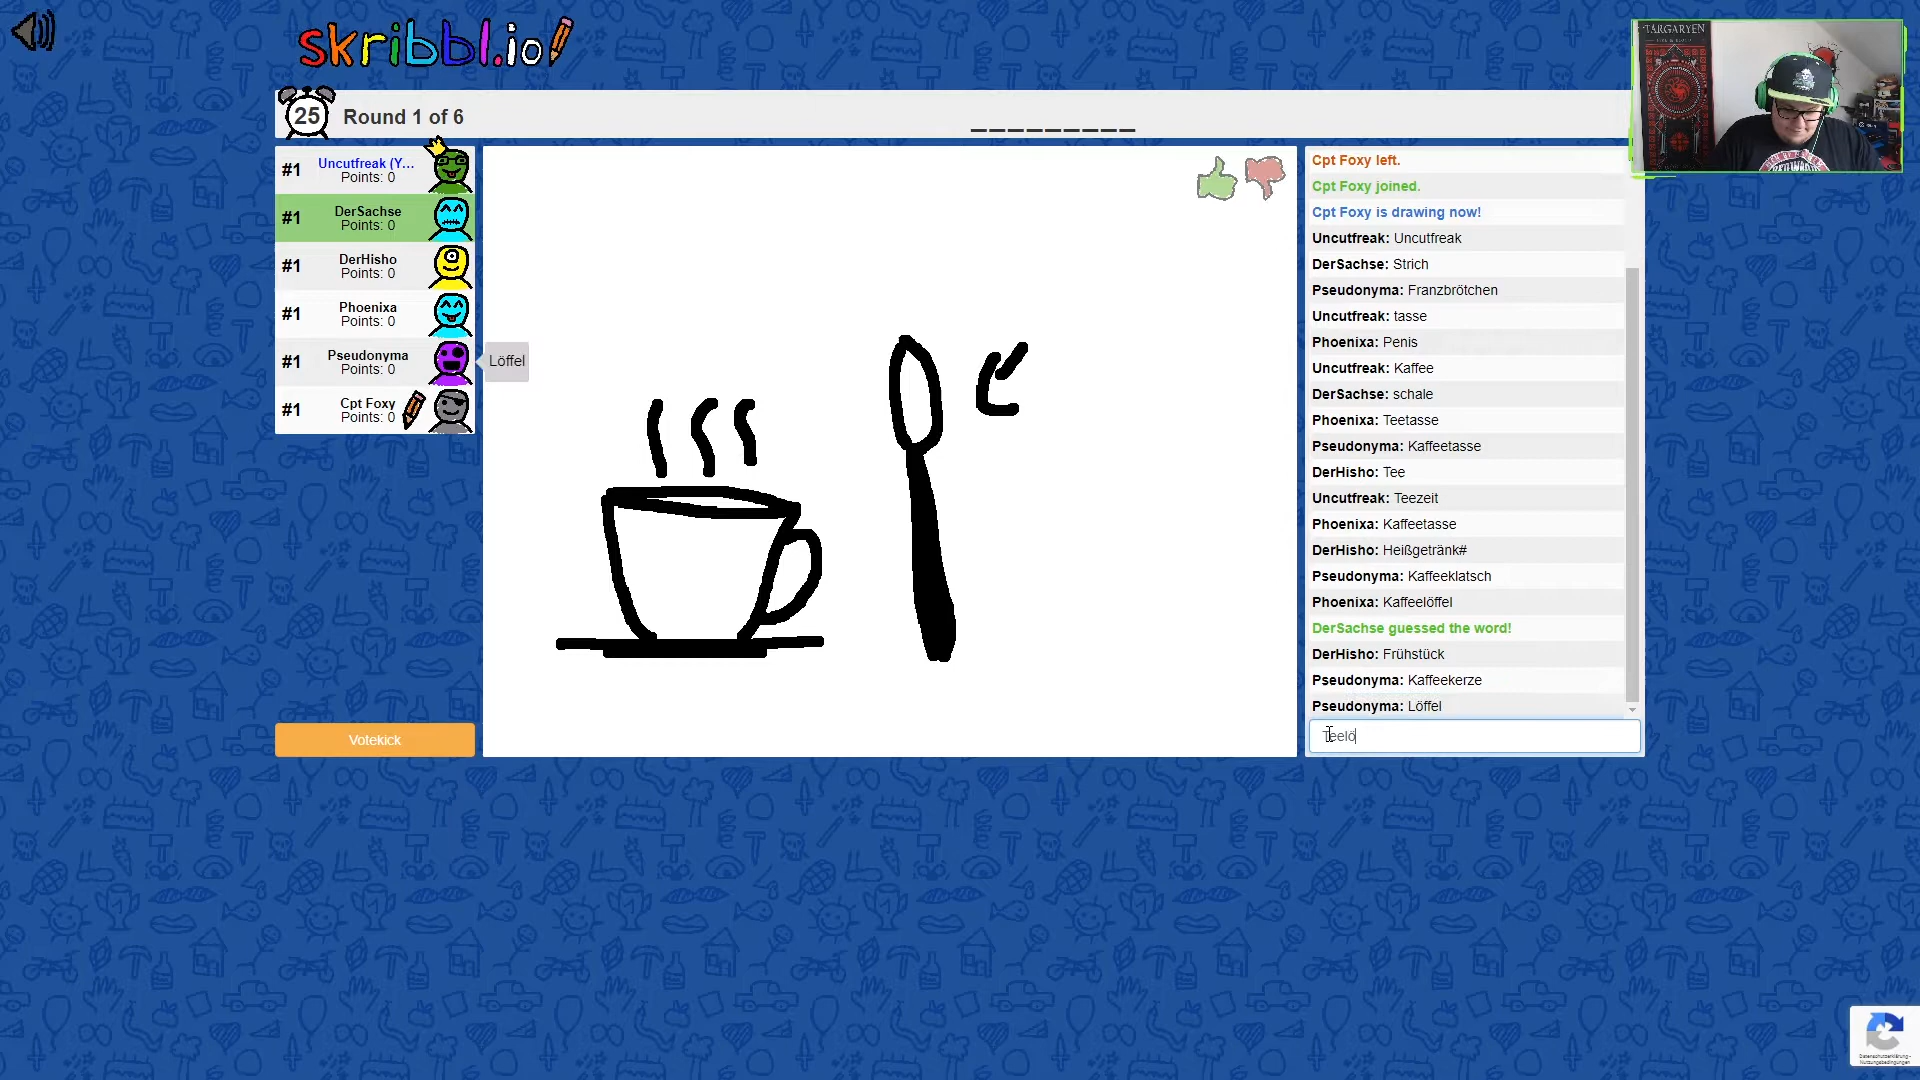 skribbl.io
TARGARYEN
25
Round 1 of 6
_________
#1 Uncutfreak (Y...
Points: 0
#1 DerSachse
Points: 0
#1 DerHisho
Points: 0
#1 Phoenixa
Points: 0
#1 Pseudonyma
Points: 0
Löffel
#1 Cpt Foxy
Points: 0
Votekick
Cpt Foxy left.
Cpt Foxy joined.
Cpt Foxy is drawing now!
Uncutfreak: Uncutfreak
DerSachse: Strich
Pseudonyma: Franzbrötchen
Uncutfreak: tasse
Phoenixa: Penis
Uncutfreak: Kaffee
DerSachse: schale
Phoenixa: Teetasse
Pseudonyma: Kaffeetasse
DerHisho: Tee
Uncutfreak: Teezeit
Phoenixa: Kaffeetasse
DerHisho: Heißgetränk#
Pseudonyma: Kaffeeklatsch
Phoenixa: Kaffeelöffel
DerSachse guessed the word!
DerHisho: Frühstück
Pseudonyma: Kaffeekerze
Pseudonyma: Löffel
Teelö
Datenschutzerklärung -
Nutzungsbedingungen